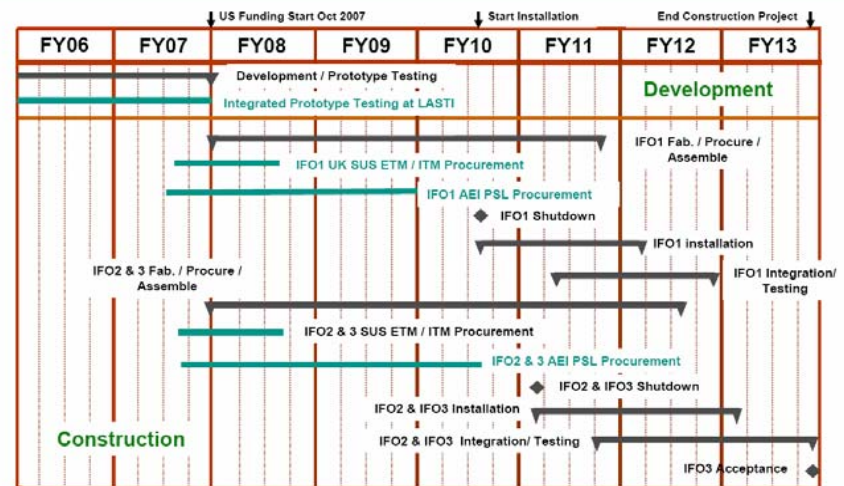 US Funding Start Oct 2007
Start Installation
End Construction Project
FY06 FY07 FY08 FY09 FY10 FY11 FY12 FY13
Development / Prototype Testing
Development
Integrated Prototype Testing at LASTI
IFO1 Fab. / Procure /
Assemble
IFO1 UK SUS ETM / ITM Procurement
IFO1 AEI PSL Procurement
IFO1 Shutdown
IFO1 installation
IFO2 & 3 Fab. / Procure /
Assemble
IFO1 Integration/
Testing
IFO2 & 3 SUS ETM / ITM Procurement
IFO2 & 3 AEI PSL Procurement
IFO2 & IFO3 Shutdown
IFO2 & IFO3 Installation
Construction
IFO2 & IFO3 Integration/ Testing
IFO3 Acceptance